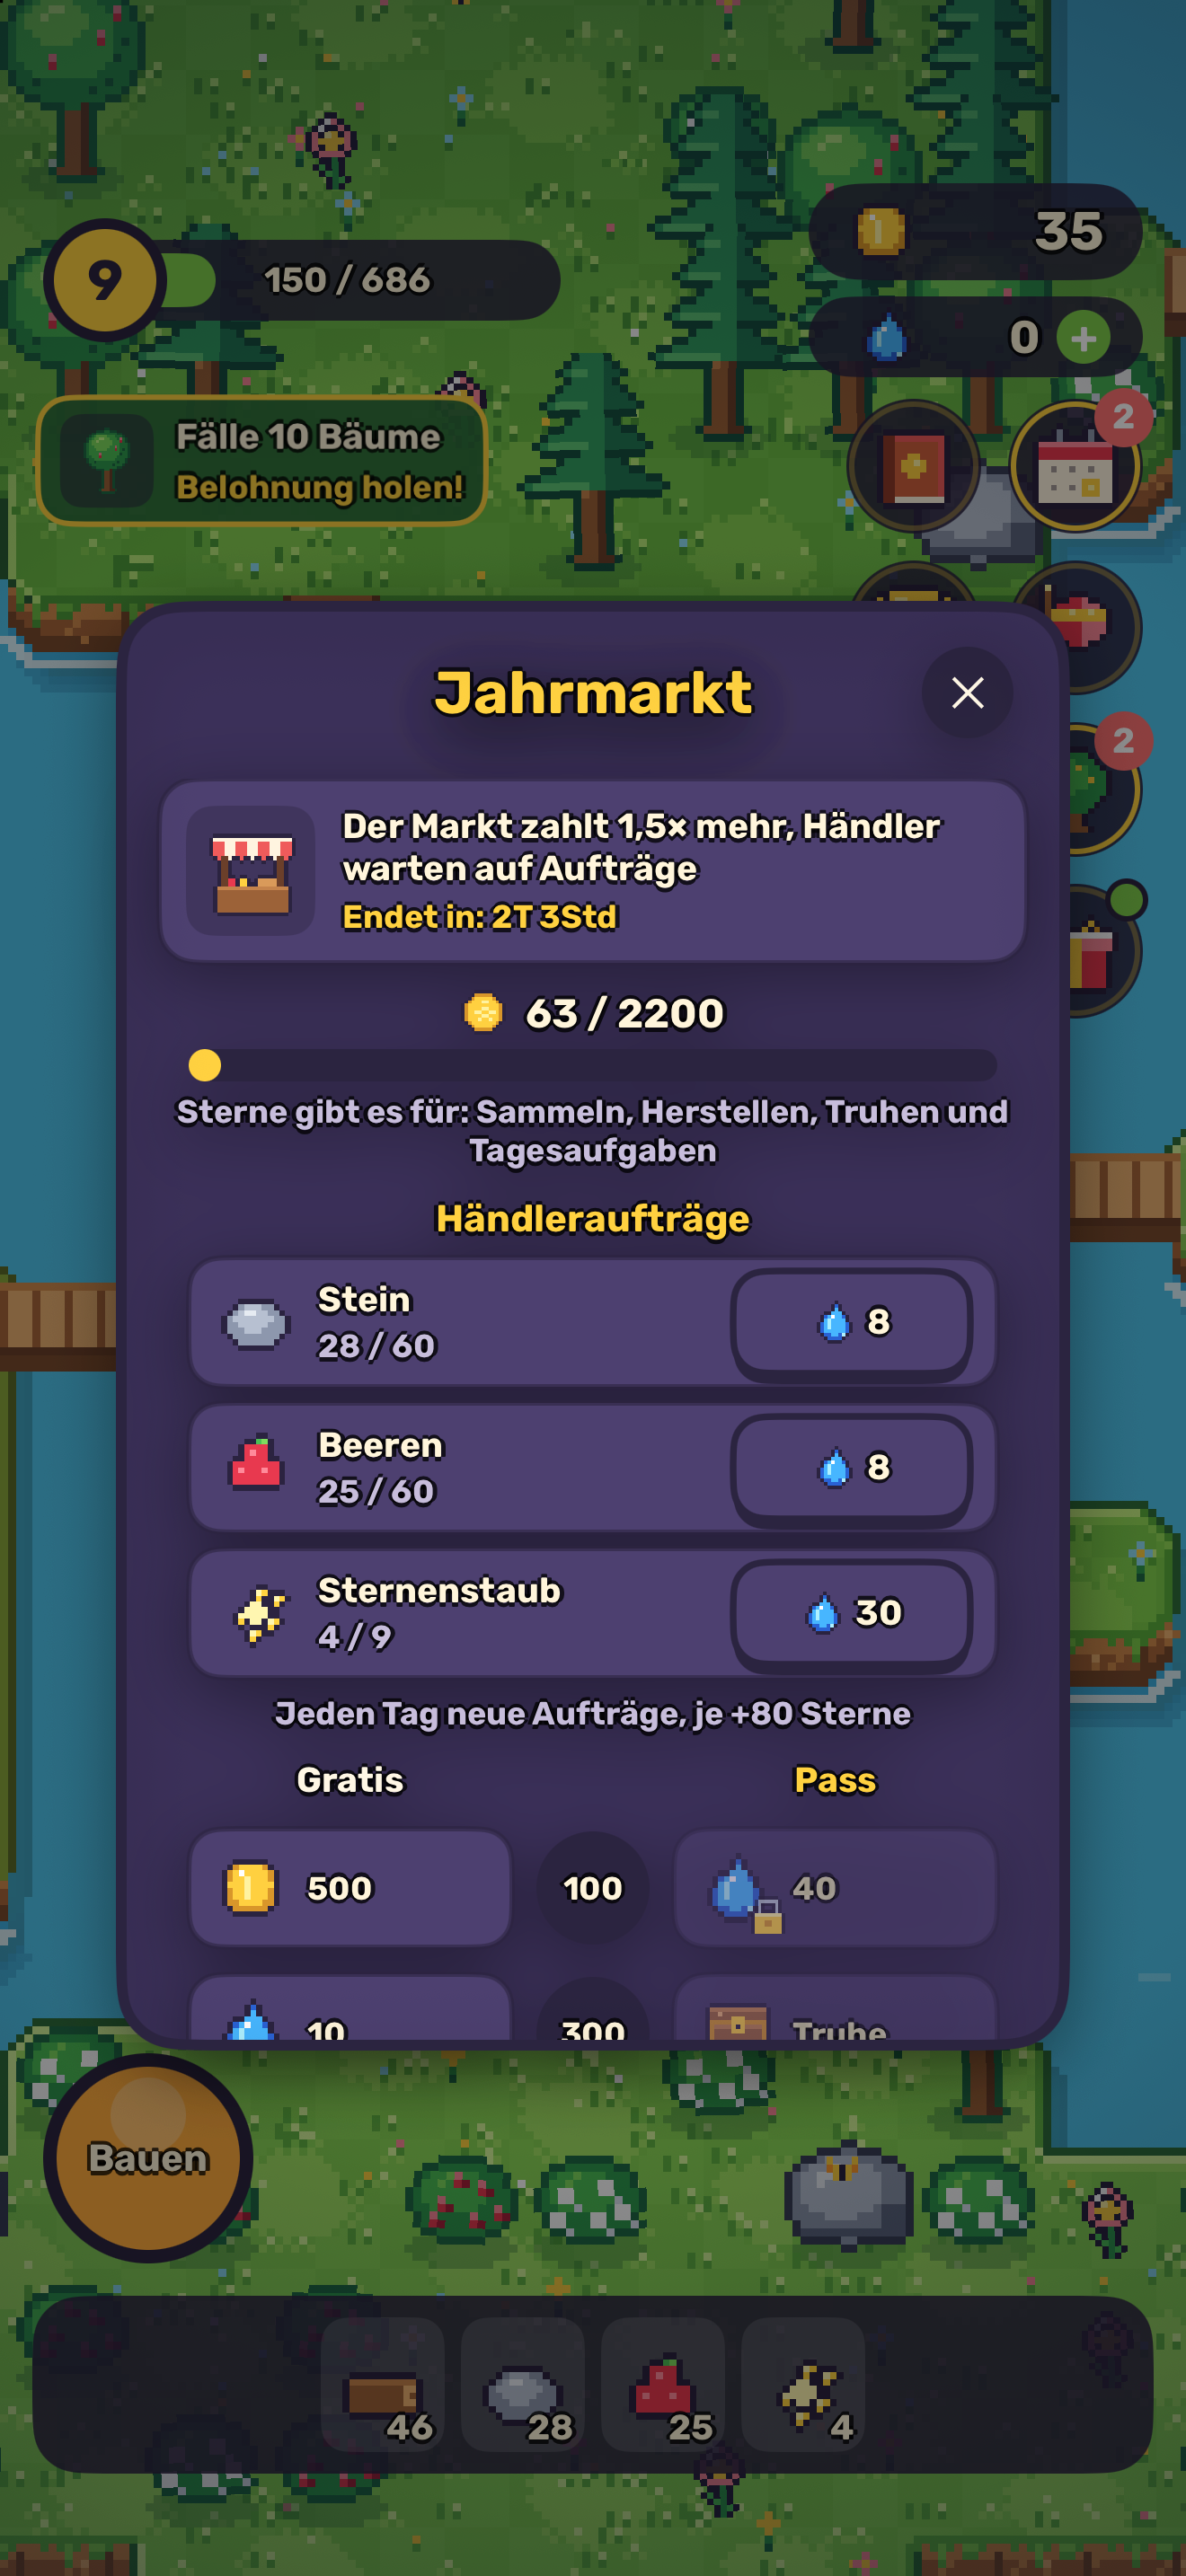 35
9
150 / 686
0 +
2
Fälle 10 Bäume
Belohnung holen!
Jahrmarkt
2
Der Markt zahlt 1,5× mehr, Händler
warten auf Aufträge
Endet in: 2T 3Std
63 / 2200
Sterne gibt es für: Sammeln, Herstellen, Truhen und
Tagesaufgaben
Händleraufträge
Stein
28 / 60
8
Beeren
25 / 60
8
Sternenstaub
4 / 9
30
Jeden Tag neue Aufträge, je +80 Sterne
Gratis
Pass
500
100
40
10
300
Truhe
Bauen
46
28
25
4